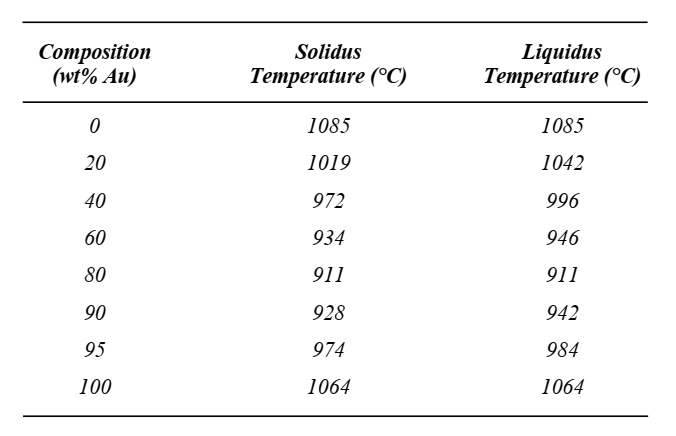 Composition (wt% Au) Solidus Temperature (°C) Liquidus Temperature (°C)
0 1085 1085
20 1019 1042
40 972 996
60 934 946
80 911 911
90 928 942
95 974 984
100 1064 1064